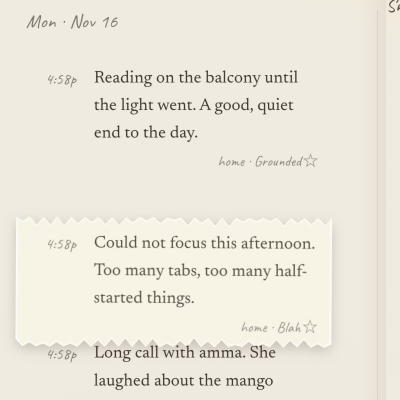 Mon · Nov 16
4:58p Reading on the balcony until
the light went. A good, quiet
end to the day.
home · Grounded☆
4:58p Could not focus this afternoon.
Too many tabs, too many half-
started things.
home · Blah☆
4:58p Long call with amma. She
laughed about the mango